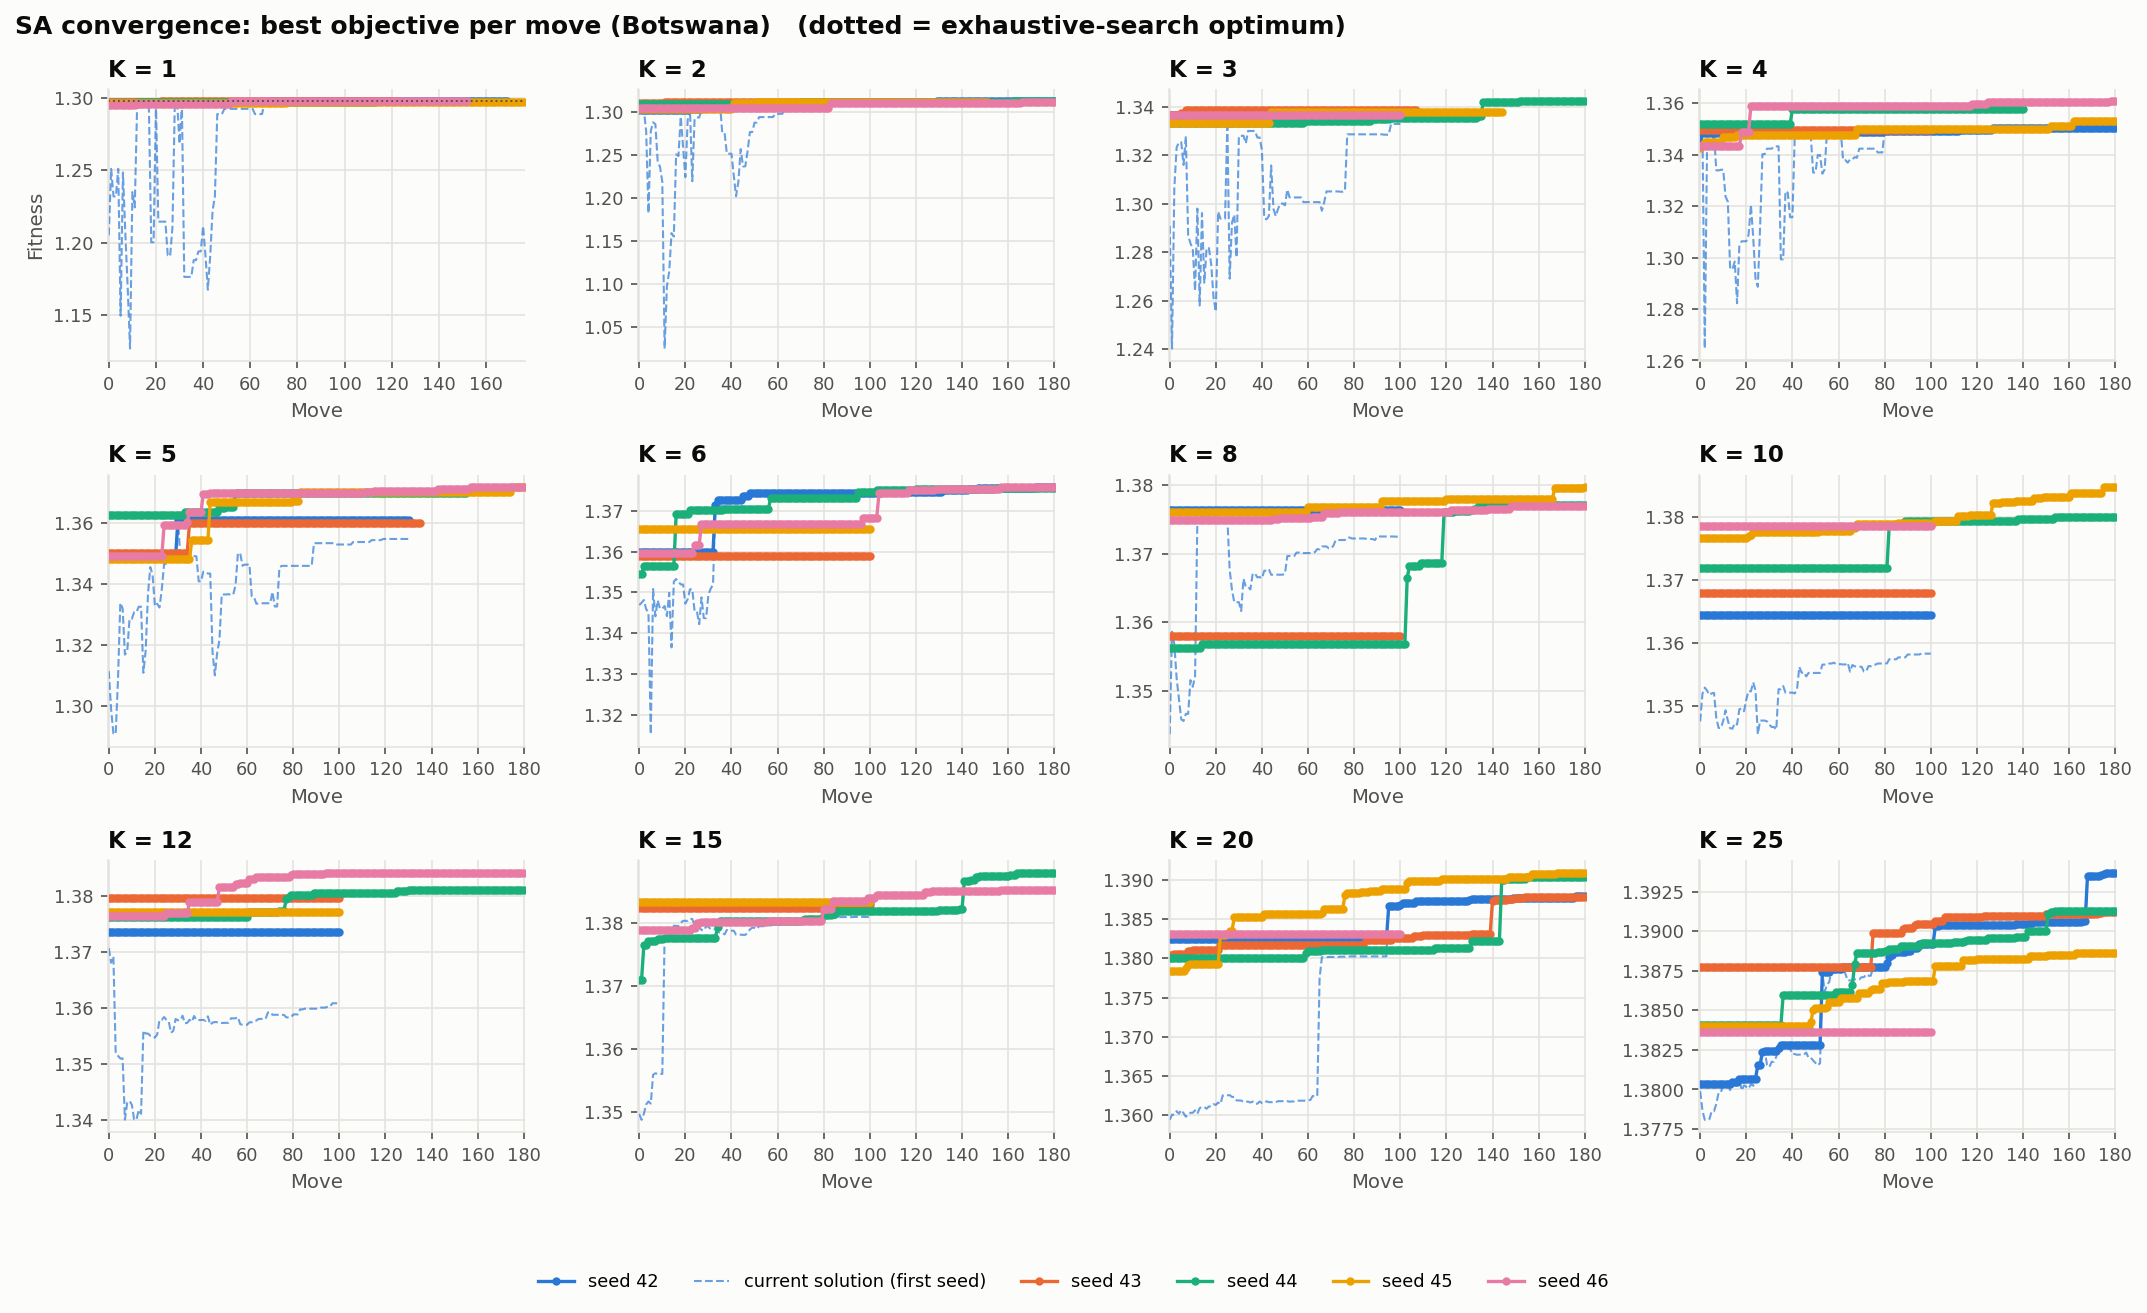 SA convergence: best objective per move (Botswana)   (dotted = exhaustive-search optimum)
K = 1
K = 2
K = 3
K = 4
1.30
1.25
1.20
1.15
Fitness
0 20 40 60 80 100 120 140 160
Move
1.30
1.25
1.20
1.15
1.10
1.05
0 20 40 60 80 100 120 140 160 180
Move
1.34
1.32
1.30
1.28
1.26
1.24
0 20 40 60 80 100 120 140 160 180
Move
1.36
1.34
1.32
1.30
1.28
1.26
0 20 40 60 80 100 120 140 160 180
Move
K = 5
K = 6
K = 8
K = 10
1.36
1.34
1.32
1.30
0 20 40 60 80 100 120 140 160 180
Move
1.37
1.36
1.35
1.34
1.33
1.32
0 20 40 60 80 100 120 140 160 180
Move
1.38
1.37
1.36
1.35
0 20 40 60 80 100 120 140 160 180
Move
1.38
1.37
1.36
1.35
0 20 40 60 80 100 120 140 160 180
Move
K = 12
K = 15
K = 20
K = 25
1.38
1.37
1.36
1.35
1.34
0 20 40 60 80 100 120 140 160 180
Move
1.38
1.37
1.36
1.35
0 20 40 60 80 100 120 140 160 180
Move
1.390
1.385
1.380
1.375
1.370
1.365
1.360
0 20 40 60 80 100 120 140 160 180
Move
1.3925
1.3900
1.3875
1.3850
1.3825
1.3800
1.3775
0 20 40 60 80 100 120 140 160 180
Move
seed 42 current solution (first seed) seed 43 seed 44 seed 45 seed 46